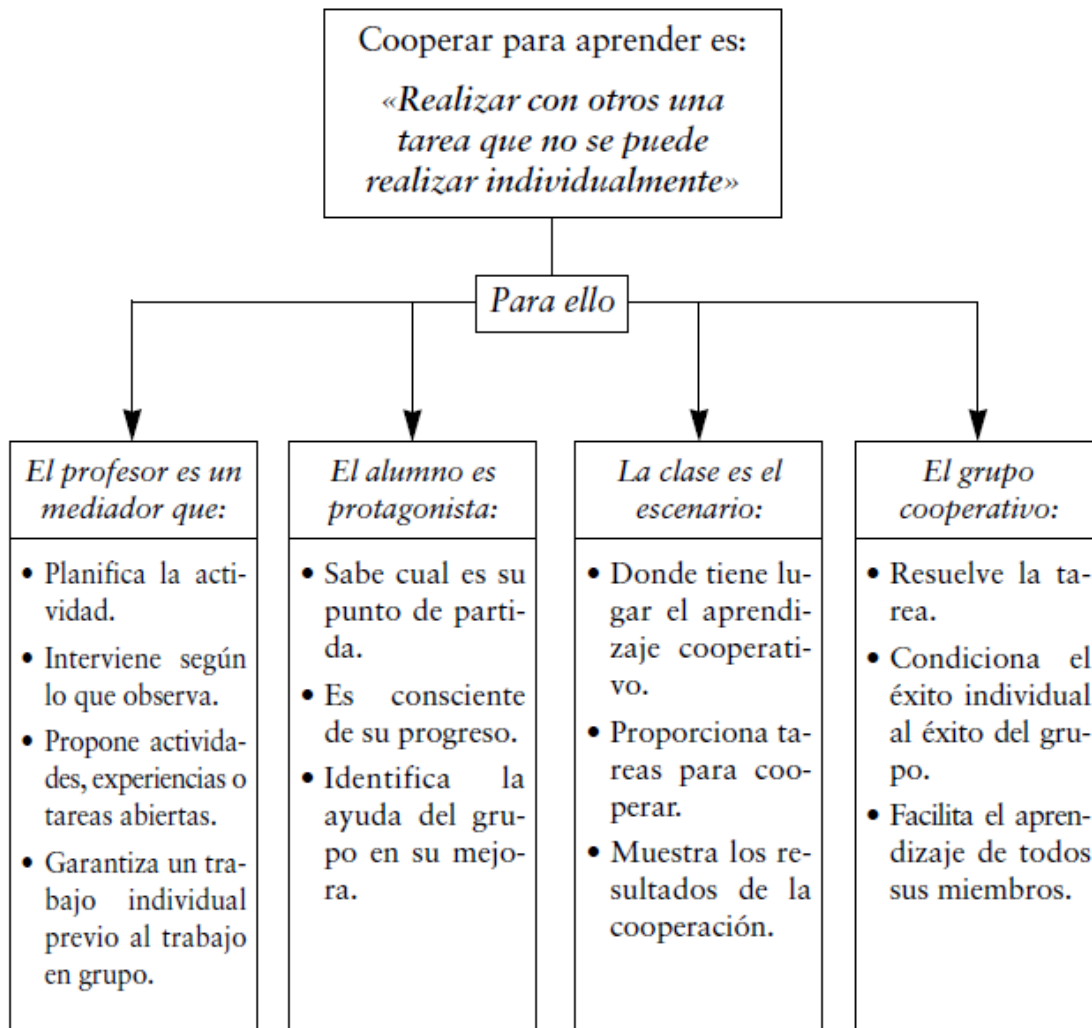 Cooperar para aprender es:
«Realizar con otros una
tarea que no se puede
realizar individualmente»
Para ello
El profesor es un
mediador que:
• Planifica la acti-
vidad.
• Interviene según
lo que observa.
• Propone activida-
des, experiencias o
tareas abiertas.
• Garantiza un tra-
bajo individual
previo al trabajo
en grupo.
El alumno es
protagonista:
• Sabe cual es su
punto de parti-
da.
• Es consciente
de su progreso.
• Identifica la
ayuda del gru-
po en su mejo-
ra.
La clase es el
escenario:
• Donde tiene lu-
gar el aprendi-
zaje cooperati-
vo.
• Proporciona ta-
reas para coo-
perar.
• Muestra los re-
sultados de la
cooperación.
El grupo
cooperativo:
• Resuelve la ta-
rea.
• Condiciona el
éxito individual
al éxito del gru-
po.
• Facilita el apren-
dizaje de todos
sus miembros.